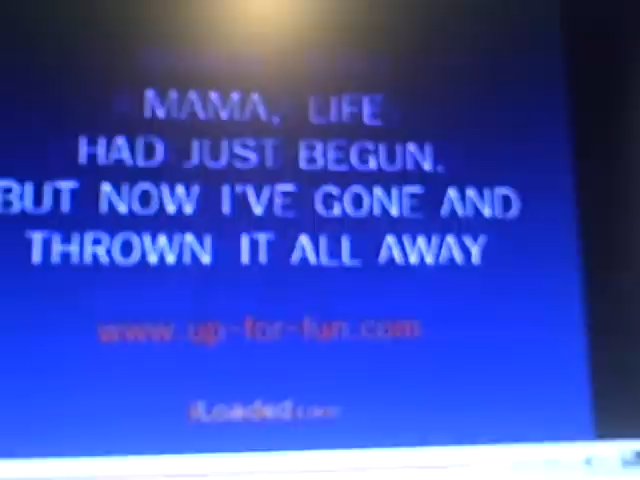 MAMA, LIFE
HAD JUST BEGUN.
BUT NOW I'VE GONE AND
THROWN IT ALL AWAY
www.up-for-fun.com
iLoaded